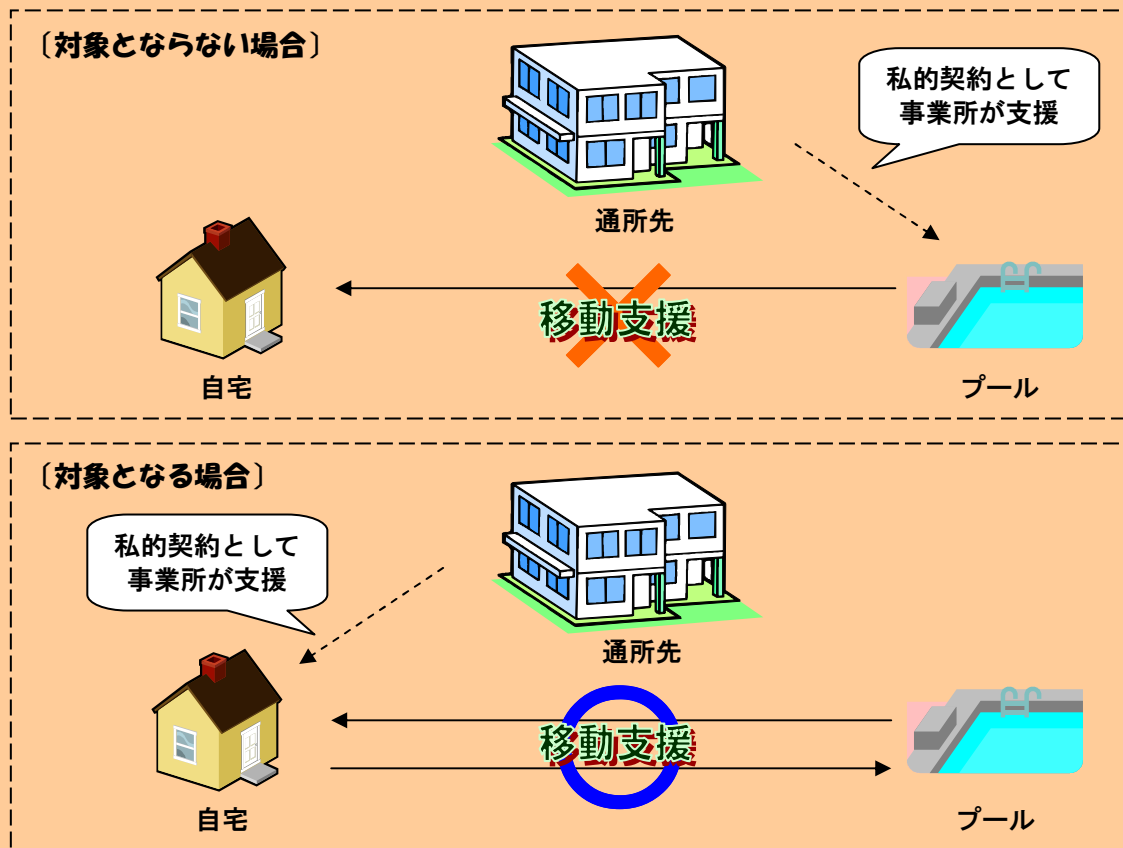 〔対象とならない場合〕
私的契約として
事業所が支援
通所先
移動支援
自宅
プール
〔対象となる場合〕
私的契約として
事業所が支援
通所先
移動支援
自宅
プール